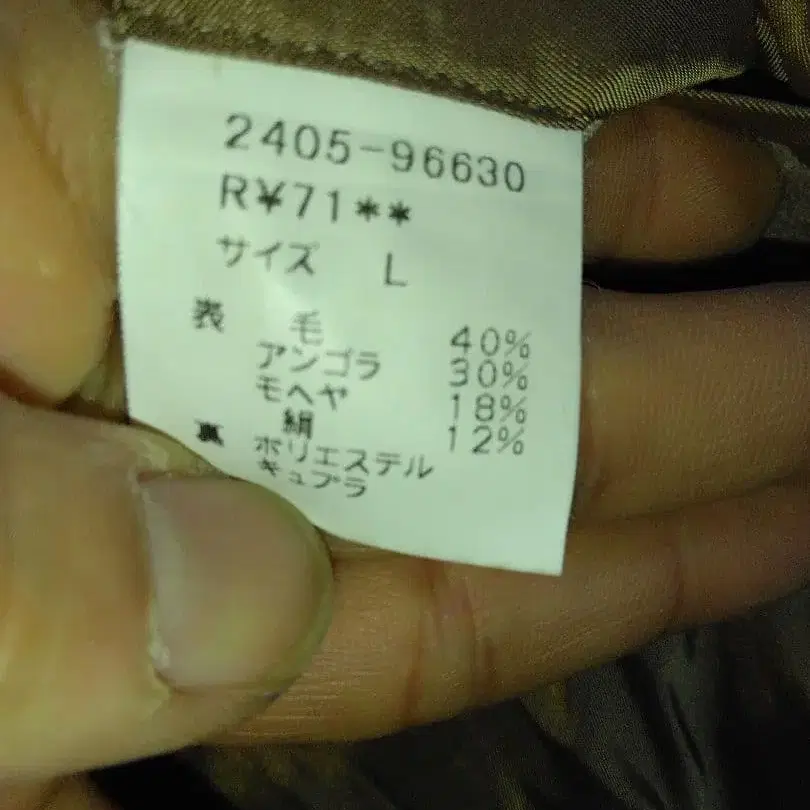 2405-96630
R¥71**
サイズ L
表 毛 40%
アンゴラ 30%
モヘヤ 18%
絹 12%
裏 ポリエステル
キュプラ